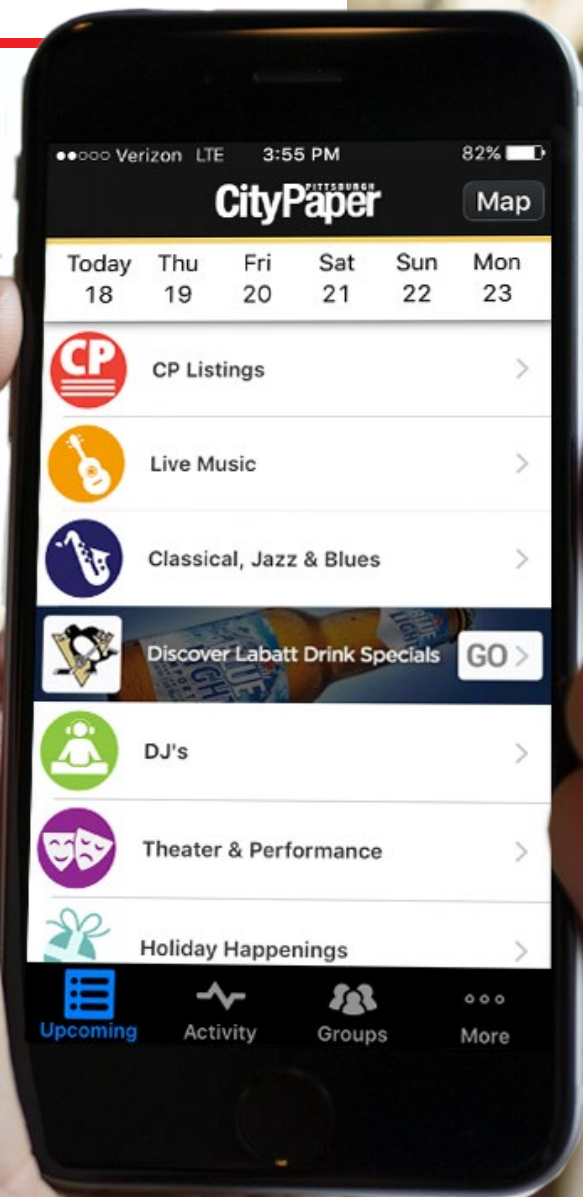 ●●○○○ Verizon LTE 3:55 PM 82%
PITTSBURGH
CityPaper
Map
Today Thu Fri Sat Sun Mon
18 19 20 21 22 23
CP
CP Listings
Live Music
Classical, Jazz & Blues
BLUE
LIGHT
Discover Labatt Drink Specials
GO
DJ's
Theater & Performance
Holiday Happenings
Upcoming Activity Groups More